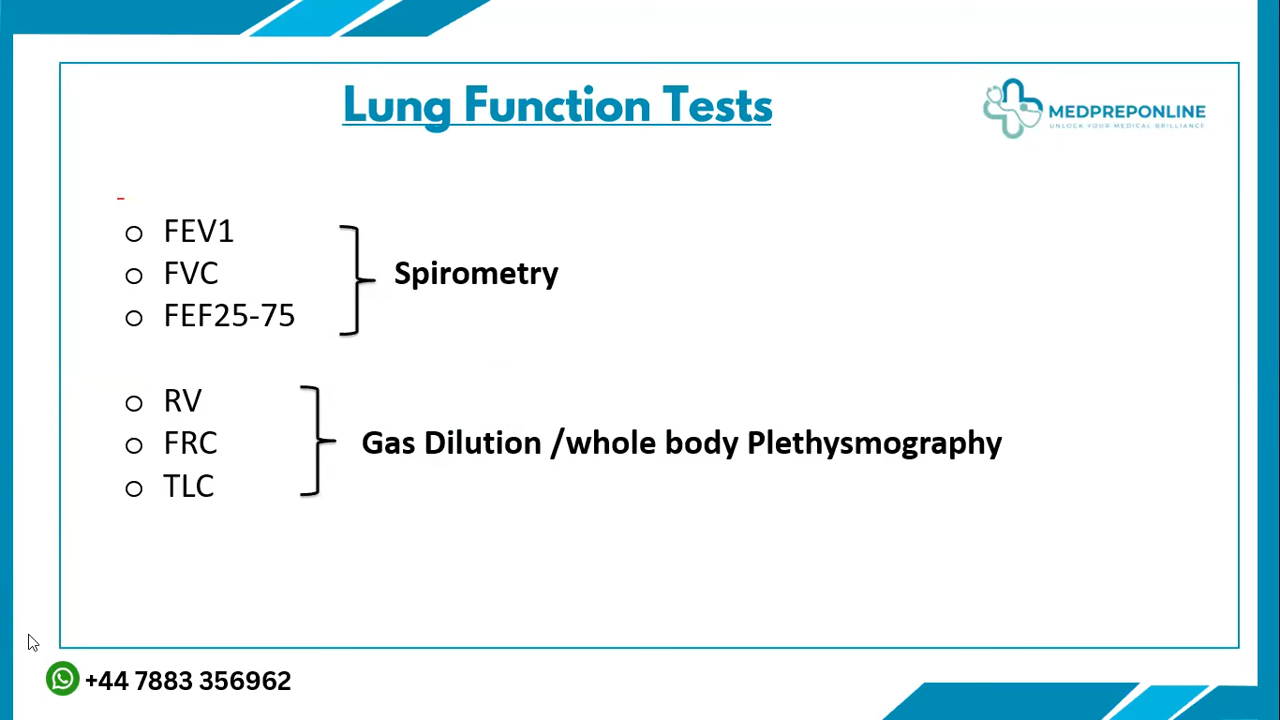 Lung Function Tests
MEDPREPONLINE
UNLOCK YOUR MEDICAL BRILLIANCE
FEV1
FVC
Spirometry
FEF25-75
RV
FRC
Gas Dilution /whole body Plethysmography
TLC
+44 7883 356962